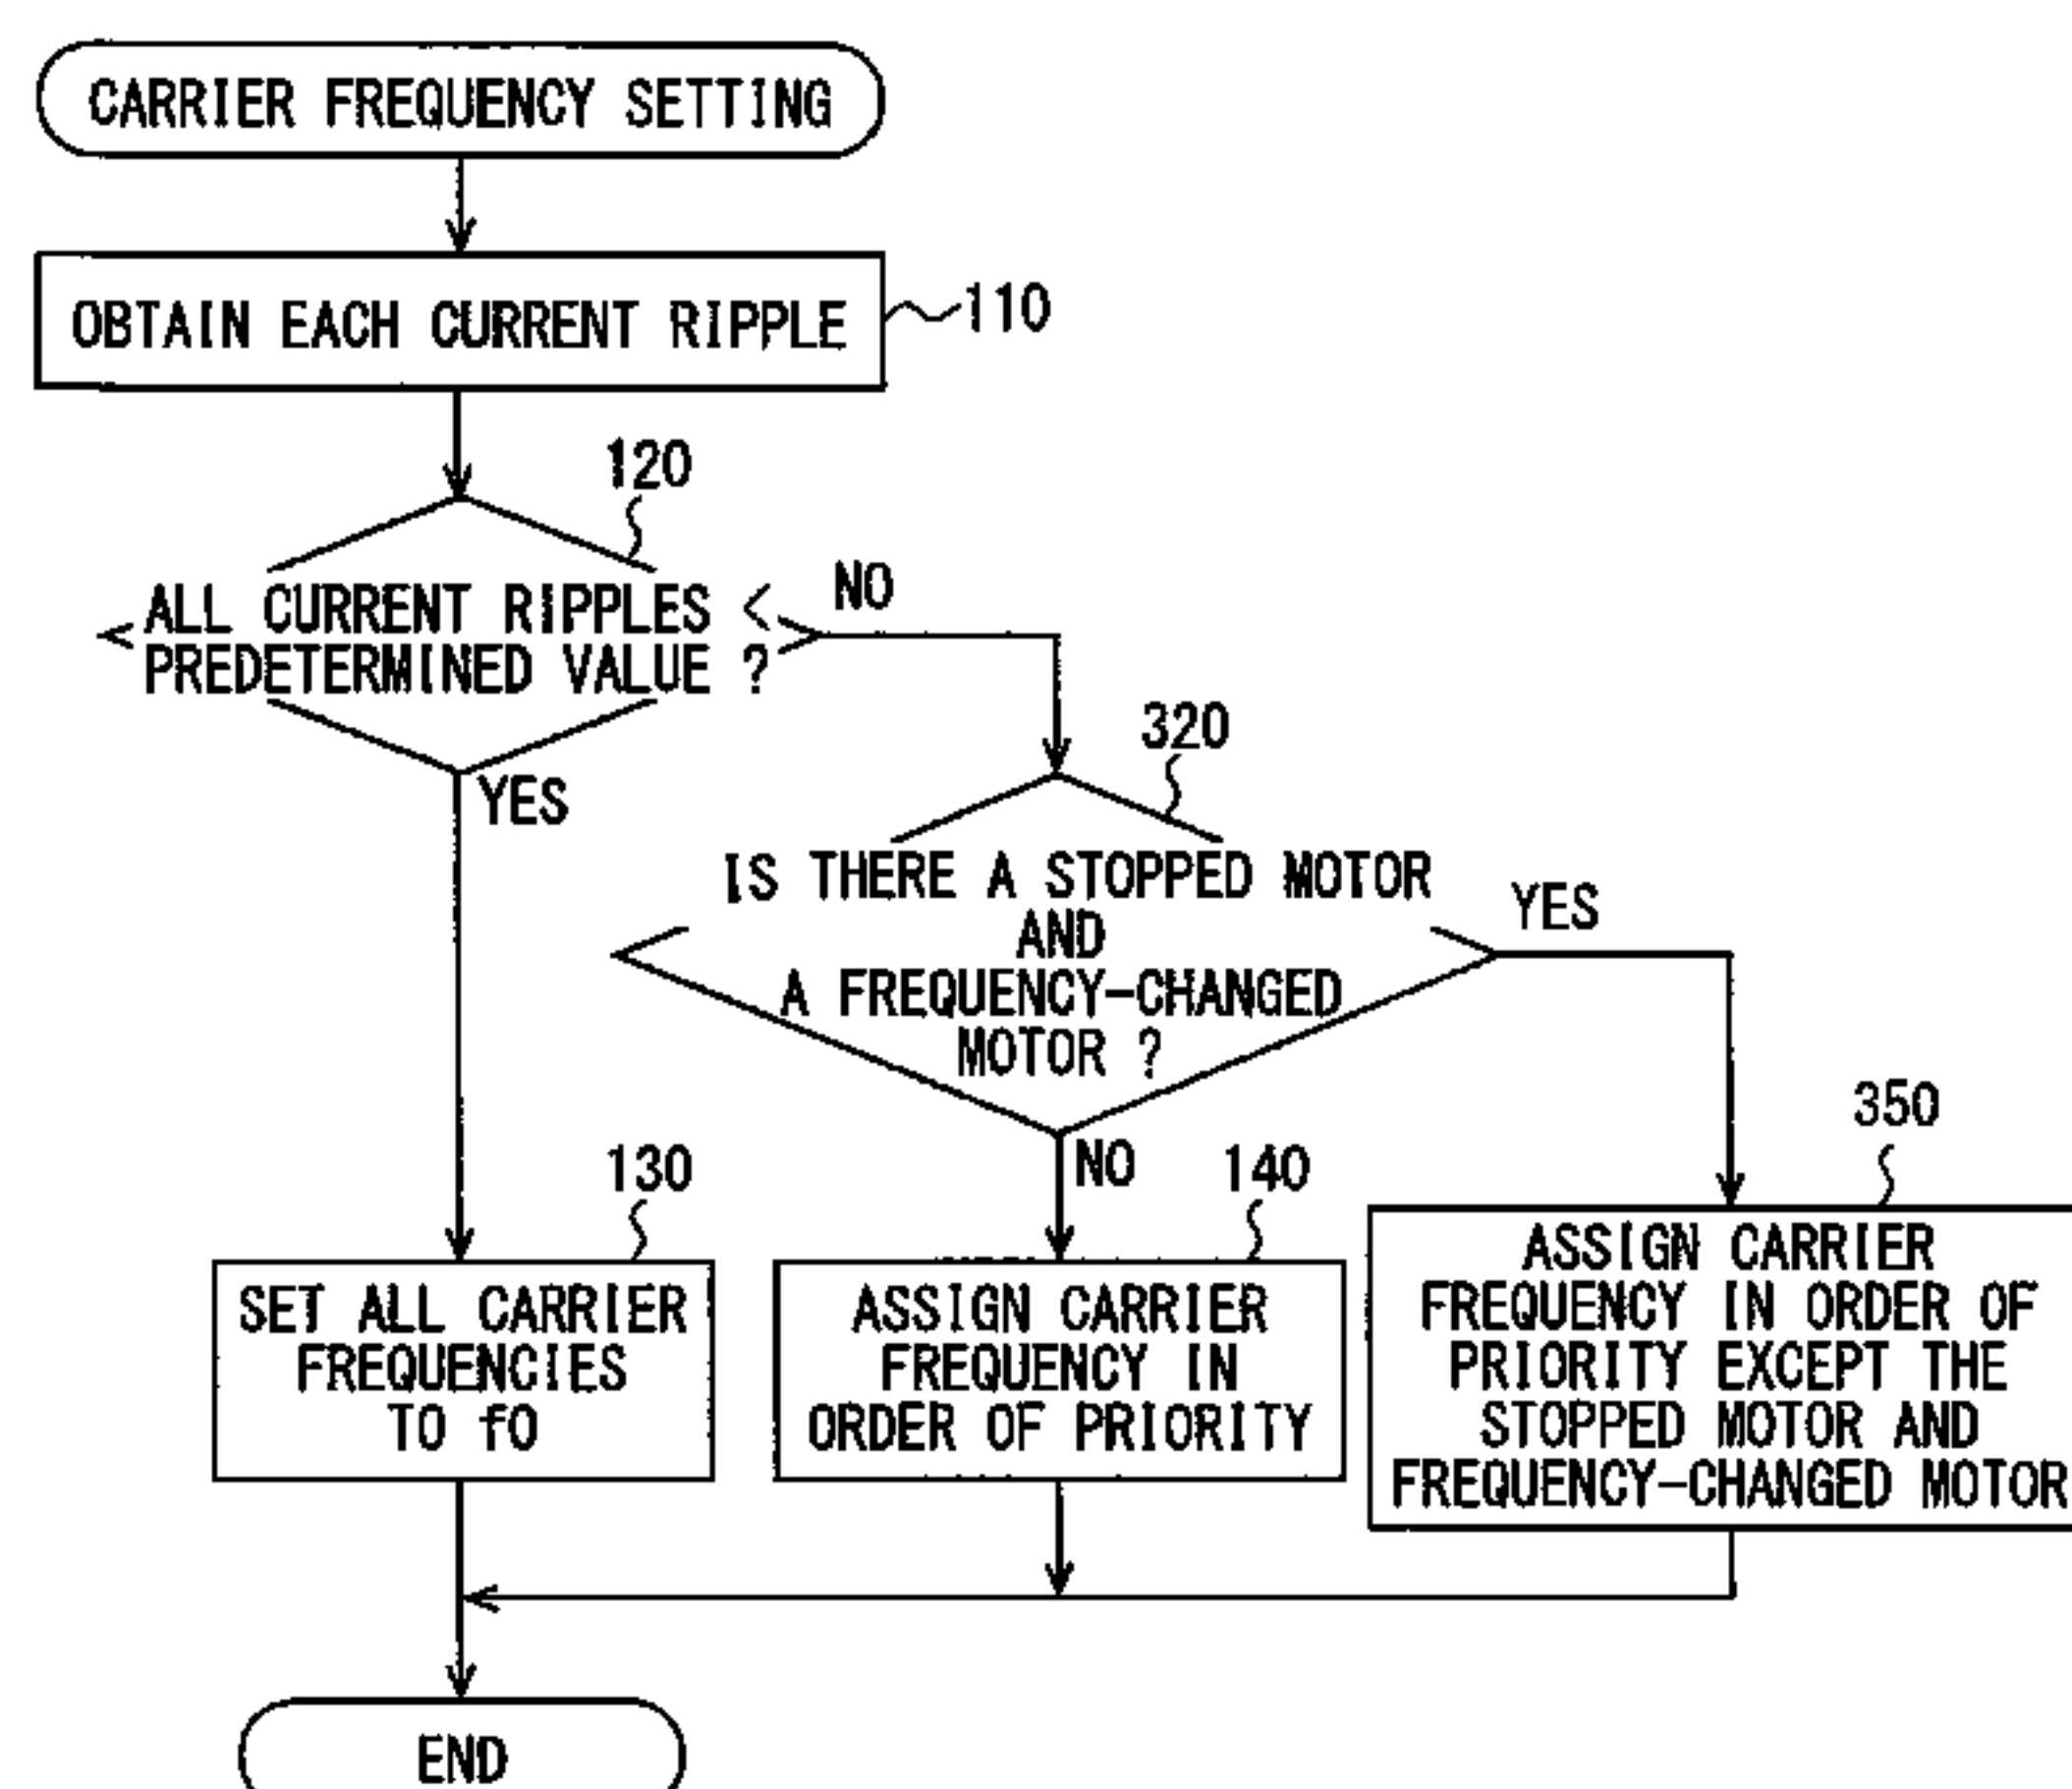 CARRIER FREQUENCY SETTING
OBTAIN EACH CURRENT RIPPLE
110
120
ALL CURRENT RIPPLES <
PREDETERMINED VALUE ?
NO
YES
320
IS THERE A STOPPED MOTOR
AND
A FREQUENCY-CHANGED
MOTOR ?
YES
NO
130
SET ALL CARRIER
FREQUENCIES
TO f0
140
ASSIGN CARRIER
FREQUENCY IN
ORDER OF PRIORITY
350
ASSIGN CARRIER
FREQUENCY IN ORDER OF
PRIORITY EXCEPT THE
STOPPED MOTOR AND
FREQUENCY-CHANGED MOTOR
END